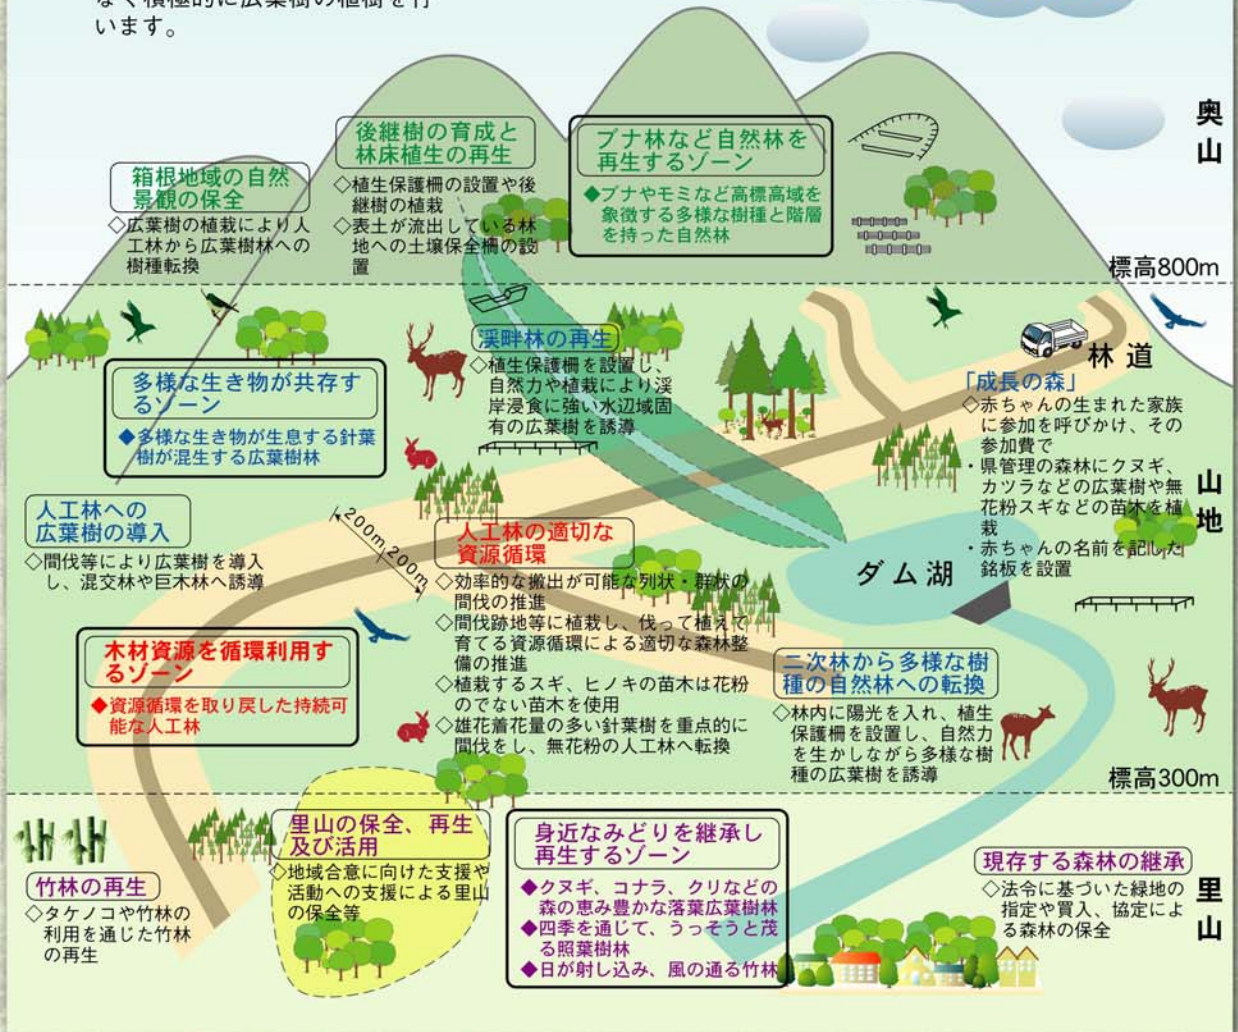 なく積極的に広葉樹の植樹を行
います。
奥山
後継樹の育成と
林床植生の再生
◇植生保護柵の設置や後
継樹の植栽
◇表土が流出している林
地への土壌保全柵の設
置
ブナ林など自然林を
再生するゾーン
◆ブナやモミなど高標高域を
象徴する多様な樹種と階層
を持った自然林
箱根地域の自然
景観の保全
◇広葉樹の植栽により人
工林から広葉樹林への
樹種転換
標高800m
渓畔林の再生
◇植生保護柵を設置し、
自然力や植栽により渓
岸浸食に強い水辺域固
有の広葉樹を誘導
林道
多様な生き物が共存す
るゾーン
◆多様な生き物が生息する針葉
樹が混生する広葉樹林
「成長の森」
◇赤ちゃんの生まれた家族
に参加を呼びかけ、その
参加費で
・県管理の森林にクヌギ、
カツラなどの広葉樹や無
花粉スギなどの苗木を植
栽
・赤ちゃんの名前を記した
銘板を設置
山地
人工林への
広葉樹の導入
◇間伐等により広葉樹を導入
し、混交林や巨木林へ誘導
200m 200m
人工林の適切な
資源循環
◇効率的な搬出が可能な列状・群状の
間伐の推進
◇間伐跡地等に植栽し、伐って植えて
育てる資源循環による適切な森林整
備の推進
◇植栽するスギ、ヒノキの苗木は花粉
のでない苗木を使用
◇雄花着花量の多い針葉樹を重点的に
間伐をし、無花粉の人工林へ転換
ダム湖
木材資源を循環利用す
るゾーン
◆資源循環を取り戻した持続可
能な人工林
二次林から多様な樹
種の自然林への転換
◇林内に陽光を入れ、植生
保護柵を設置し、自然力
を生かしながら多様な樹
種の広葉樹を誘導
標高300m
里山の保全、再生
及び活用
◇地域合意に向けた支援や
活動への支援による里山
の保全等
身近なみどりを継承し
再生するゾーン
◆クヌギ、コナラ、クリなどの
森の恵み豊かな落葉広葉樹林
◆四季を通じて、うっそうと茂
る照葉樹林
◆日が射し込み、風の通る竹林
竹林の再生
◇タケノコや竹林の
利用を通じた竹林
の再生
現存する森林の継承
◇法令に基づいた緑地の
指定や買入、協定によ
る森林の保全
里山